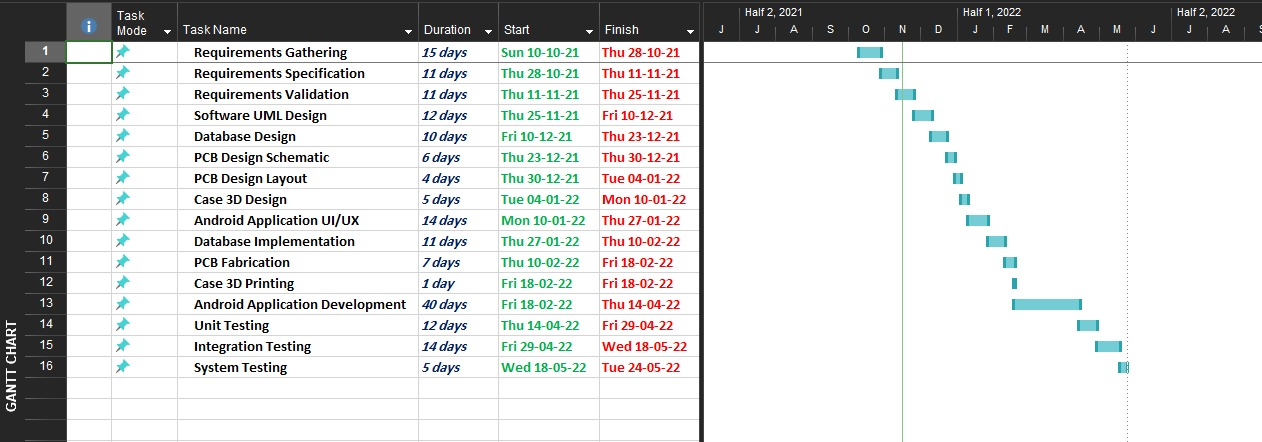 Half 2, 2021 Half 1, 2022 Half 2, 2022
Task Mode Task Name Duration Start Finish J J A S O N D J F M A M J J A S
1 Requirements Gathering 15 days Sun 10-10-21 Thu 28-10-21
2 Requirements Specification 11 days Thu 28-10-21 Thu 11-11-21
3 Requirements Validation 11 days Thu 11-11-21 Thu 25-11-21
4 Software UML Design 12 days Thu 25-11-21 Fri 10-12-21
5 Database Design 10 days Fri 10-12-21 Thu 23-12-21
6 PCB Design Schematic 6 days Thu 23-12-21 Thu 30-12-21
7 PCB Design Layout 4 days Thu 30-12-21 Tue 04-01-22
8 Case 3D Design 5 days Tue 04-01-22 Mon 10-01-22
9 Android Application UI/UX 14 days Mon 10-01-22 Thu 27-01-22
10 Database Implementation 11 days Thu 27-01-22 Thu 10-02-22
11 PCB Fabrication 7 days Thu 10-02-22 Fri 18-02-22
12 Case 3D Printing 1 day Fri 18-02-22 Fri 18-02-22
13 Android Application Development 40 days Fri 18-02-22 Thu 14-04-22
14 Unit Testing 12 days Thu 14-04-22 Fri 29-04-22
15 Integration Testing 14 days Fri 29-04-22 Wed 18-05-22
16 System Testing 5 days Wed 18-05-22 Tue 24-05-22
GANTT CHART